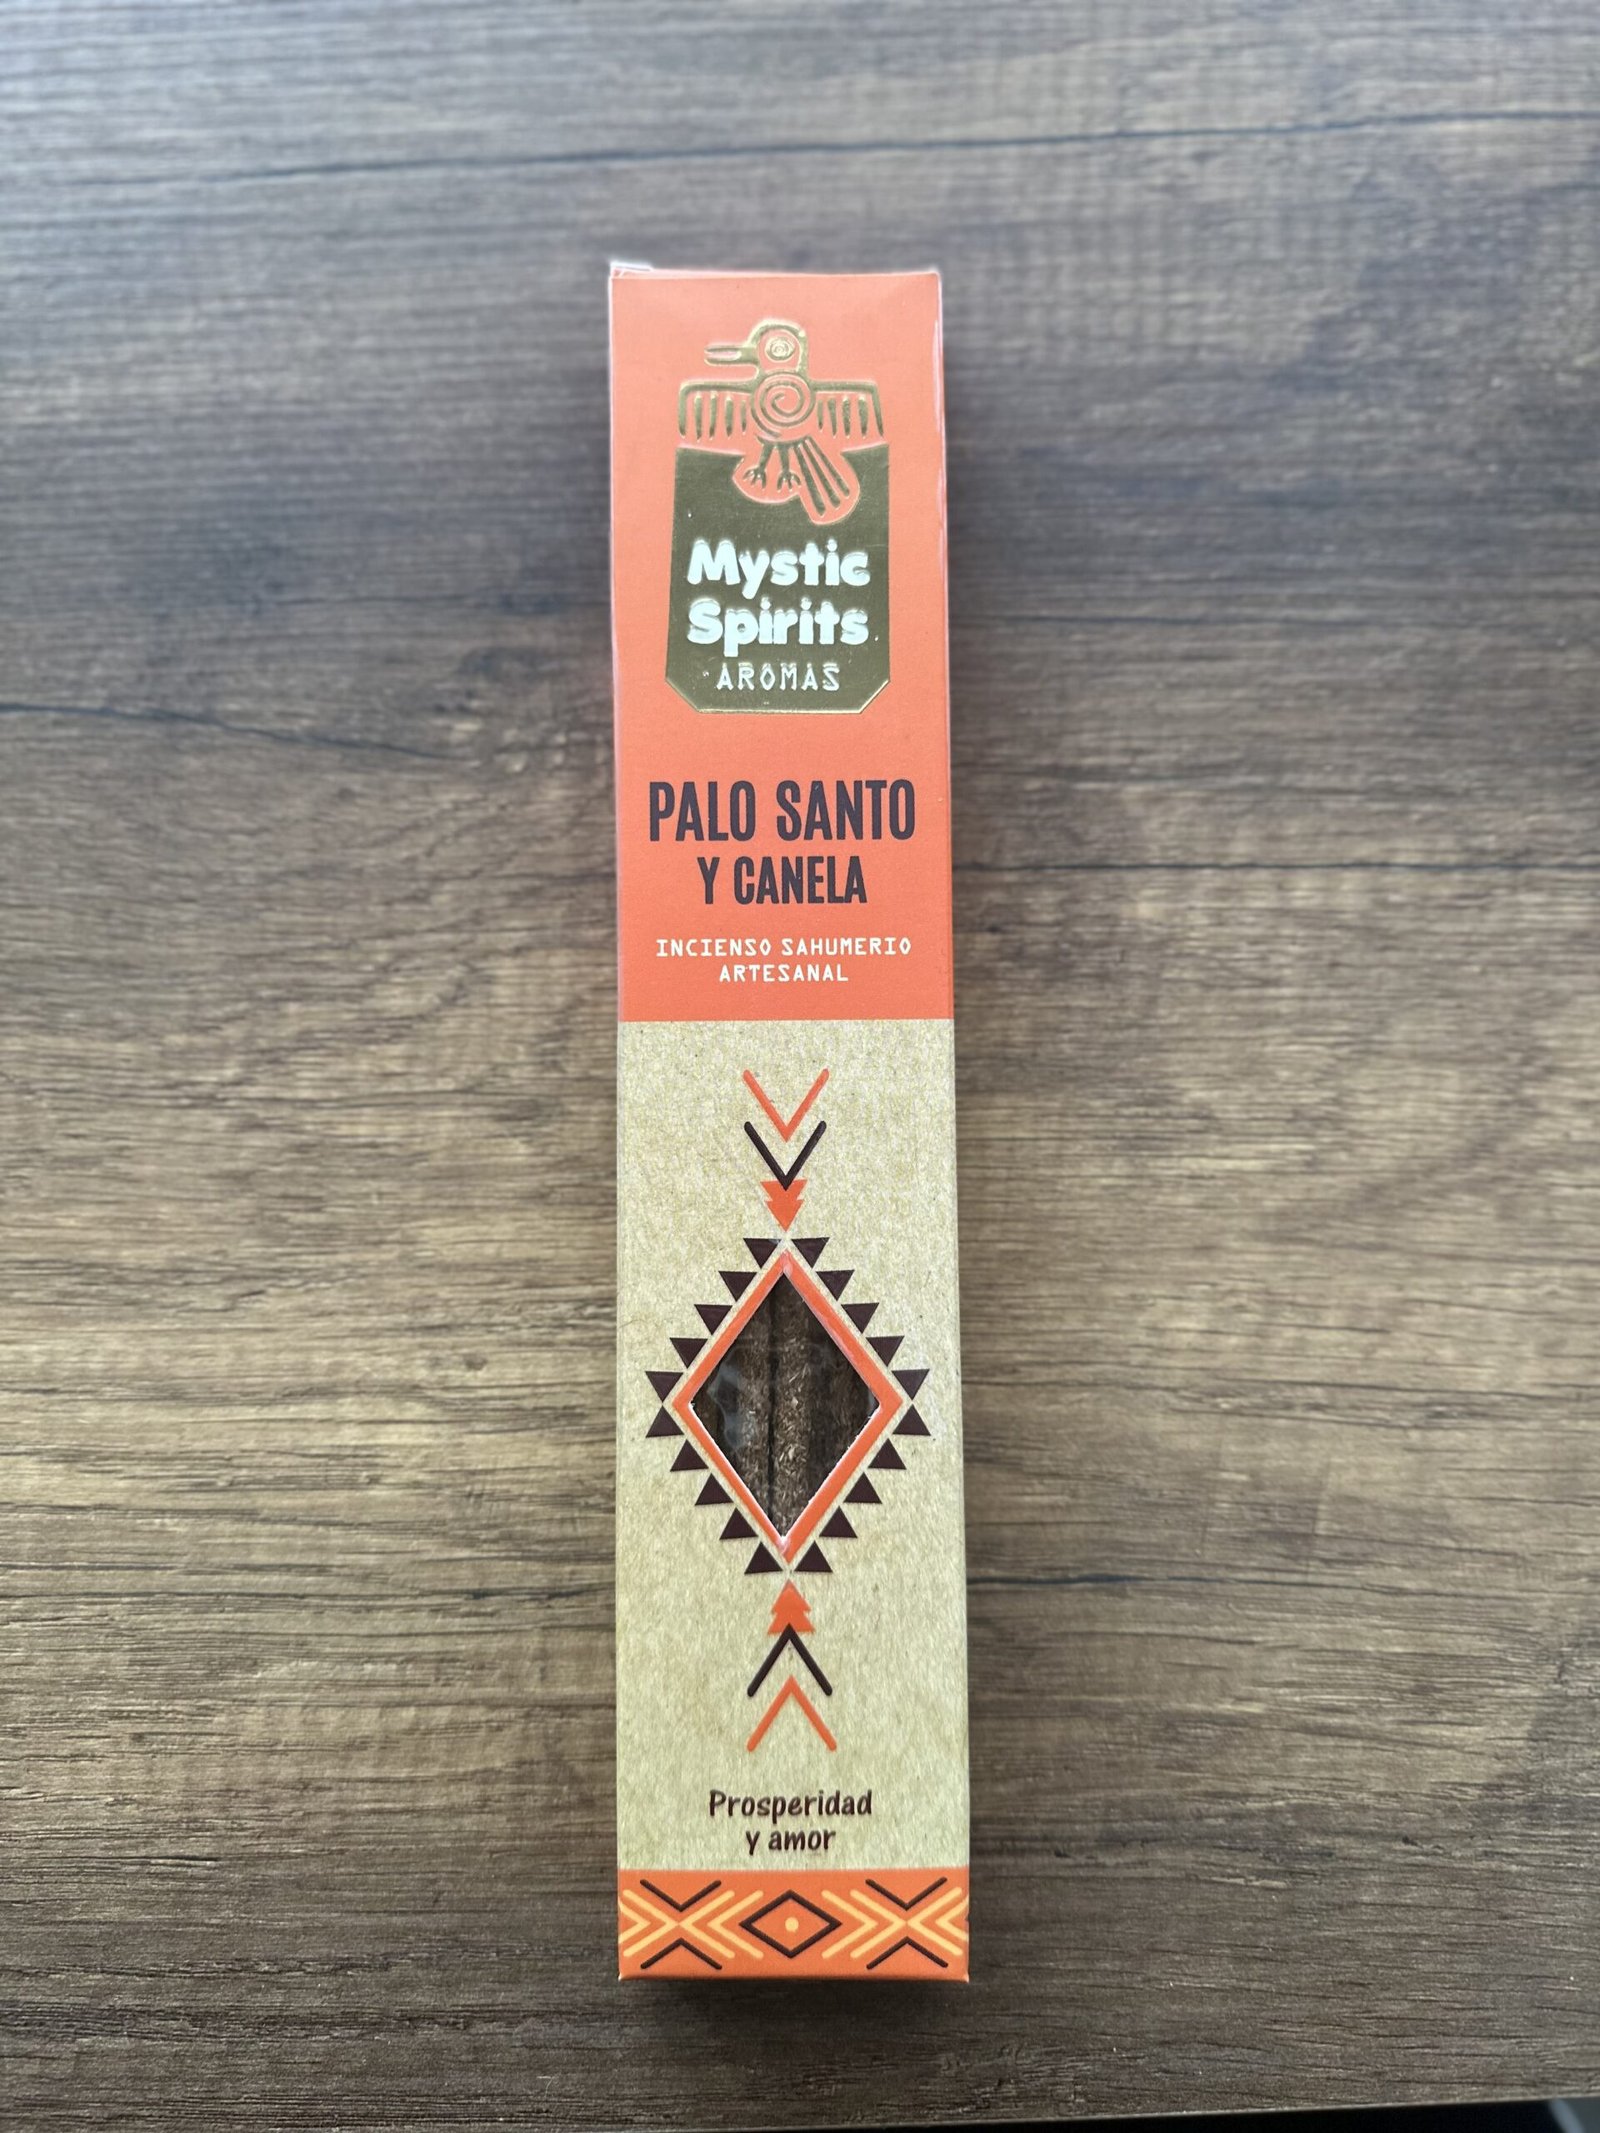 Mystic
Spirits
AROMAS
PALO SANTO
Y CANELA
INCIENSO SAHUMERIO
ARTESANAL
Prosperidad
y amor